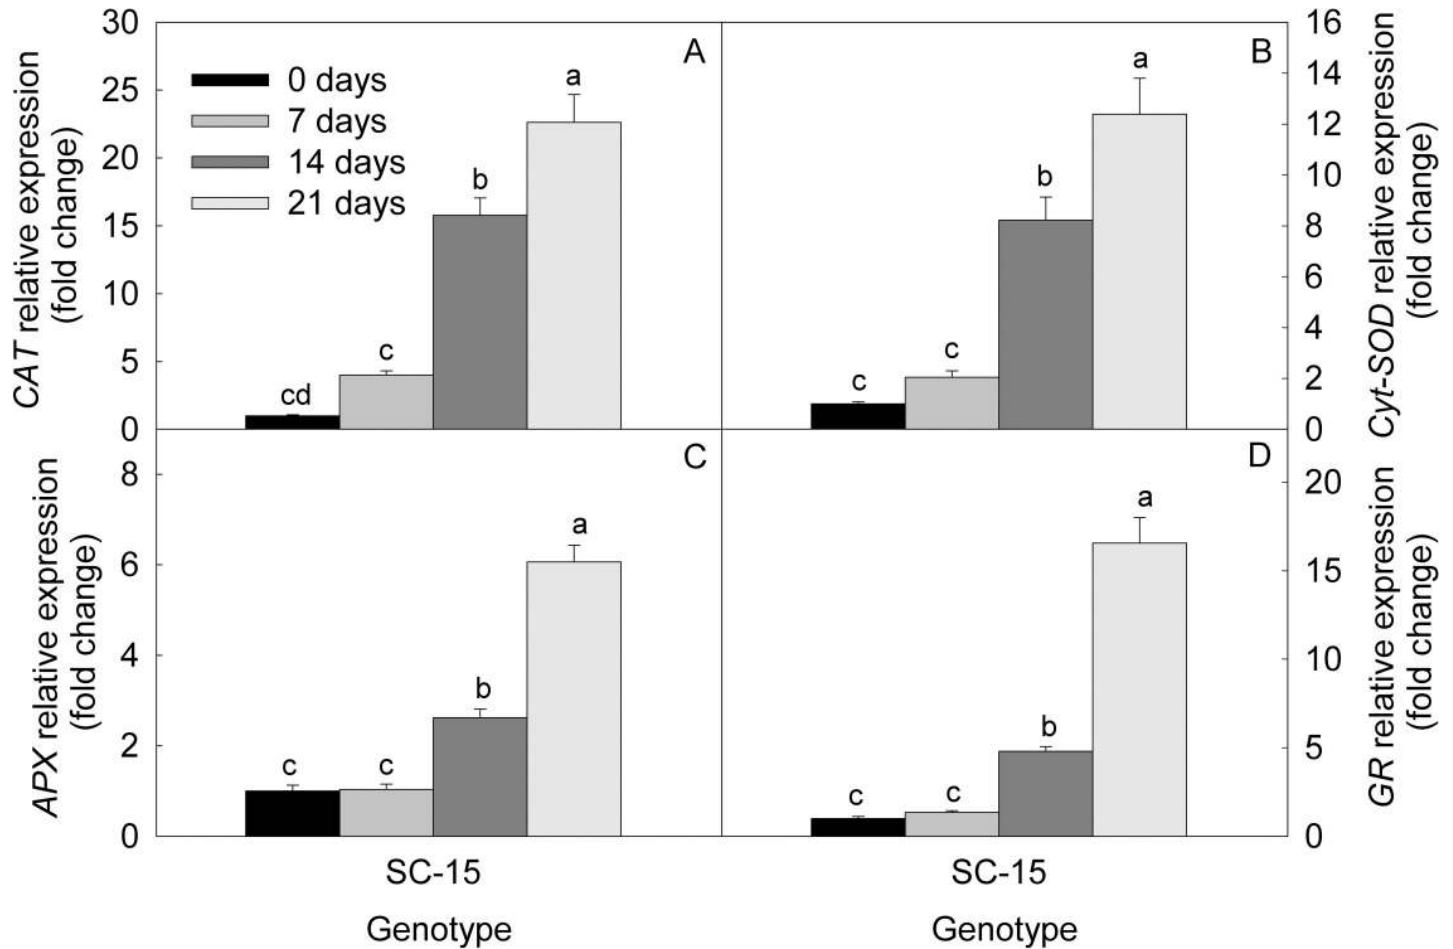 30
25
20
15
10
5
0
CAT relative expression
(fold change)
A
0 days
7 days
14 days
21 days
cd
c
b
a
B
c
c
b
a
16
14
12
10
8
6
4
2
0
Cyt-SOD relative expression
(fold change)
8
6
4
2
0
APX relative expression
(fold change)
C
c
c
b
a
SC-15
Genotype
D
c
c
b
a
20
15
10
5
0
GR relative expression
(fold change)
SC-15
Genotype